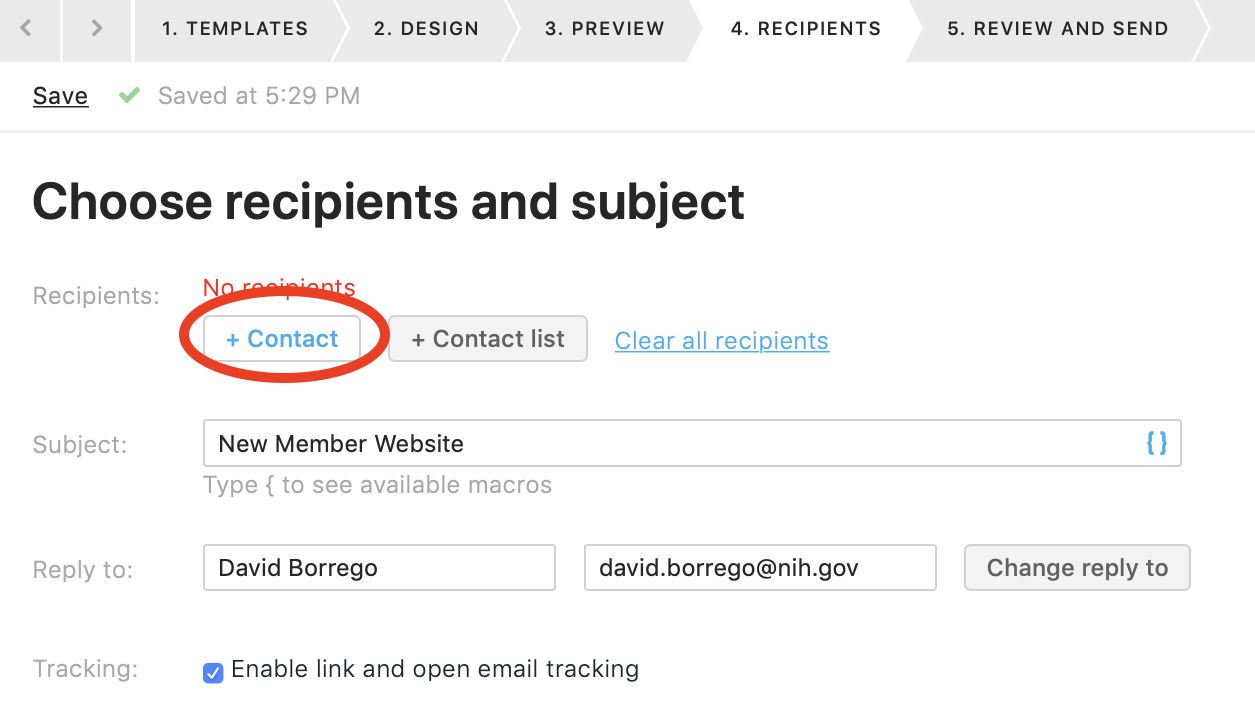 1. TEMPLATES 2. DESIGN 3. PREVIEW 4. RECIPIENTS 5. REVIEW AND SEND
Save Saved at 5:29 PM
Choose recipients and subject
Recipients: No recipients
+ Contact + Contact list Clear all recipients
Subject: New Member Website { }
Type { to see available macros
Reply to: David Borrego david.borrego@nih.gov Change reply to
Tracking: Enable link and open email tracking